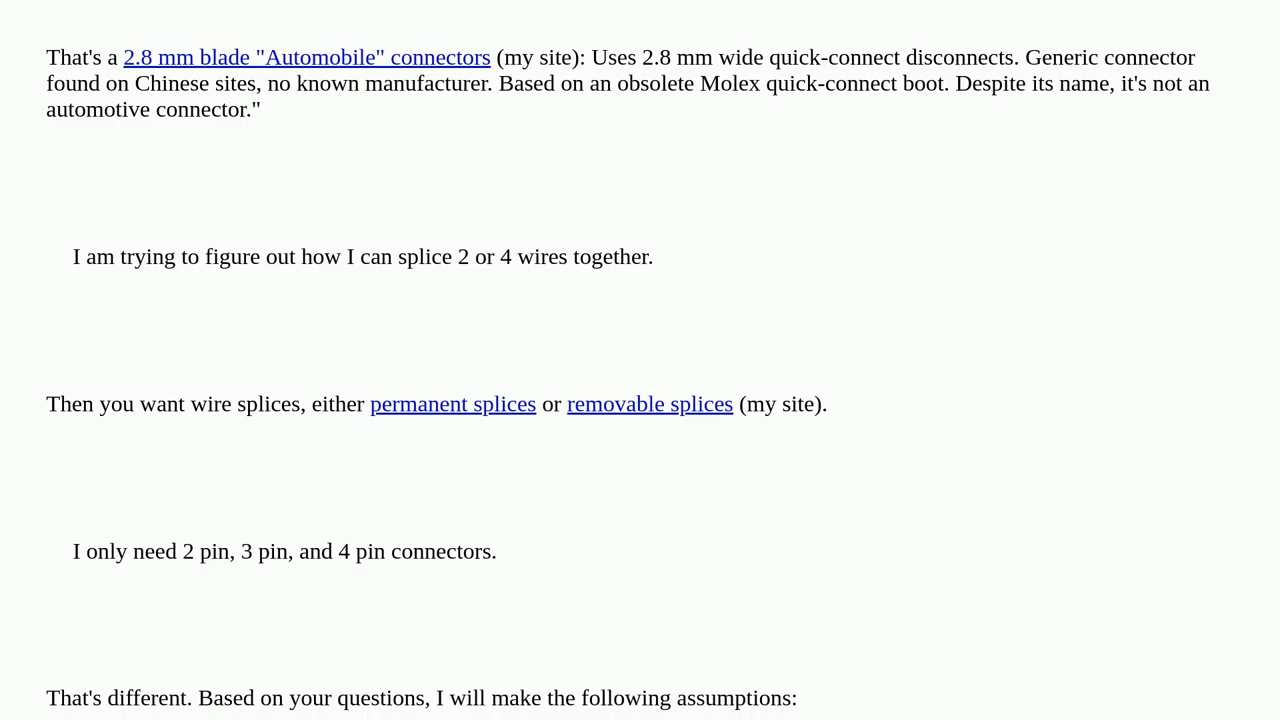 That's a 2.8 mm blade "Automobile" connectors (my site): Uses 2.8 mm wide quick-connect disconnects. Generic connector
found on Chinese sites, no known manufacturer. Based on an obsolete Molex quick-connect boot. Despite its name, it's not an
automotive connector."
I am trying to figure out how I can splice 2 or 4 wires together.
Then you want wire splices, either permanent splices or removable splices (my site).
I only need 2 pin, 3 pin, and 4 pin connectors.
That's different. Based on your questions, I will make the following assumptions: